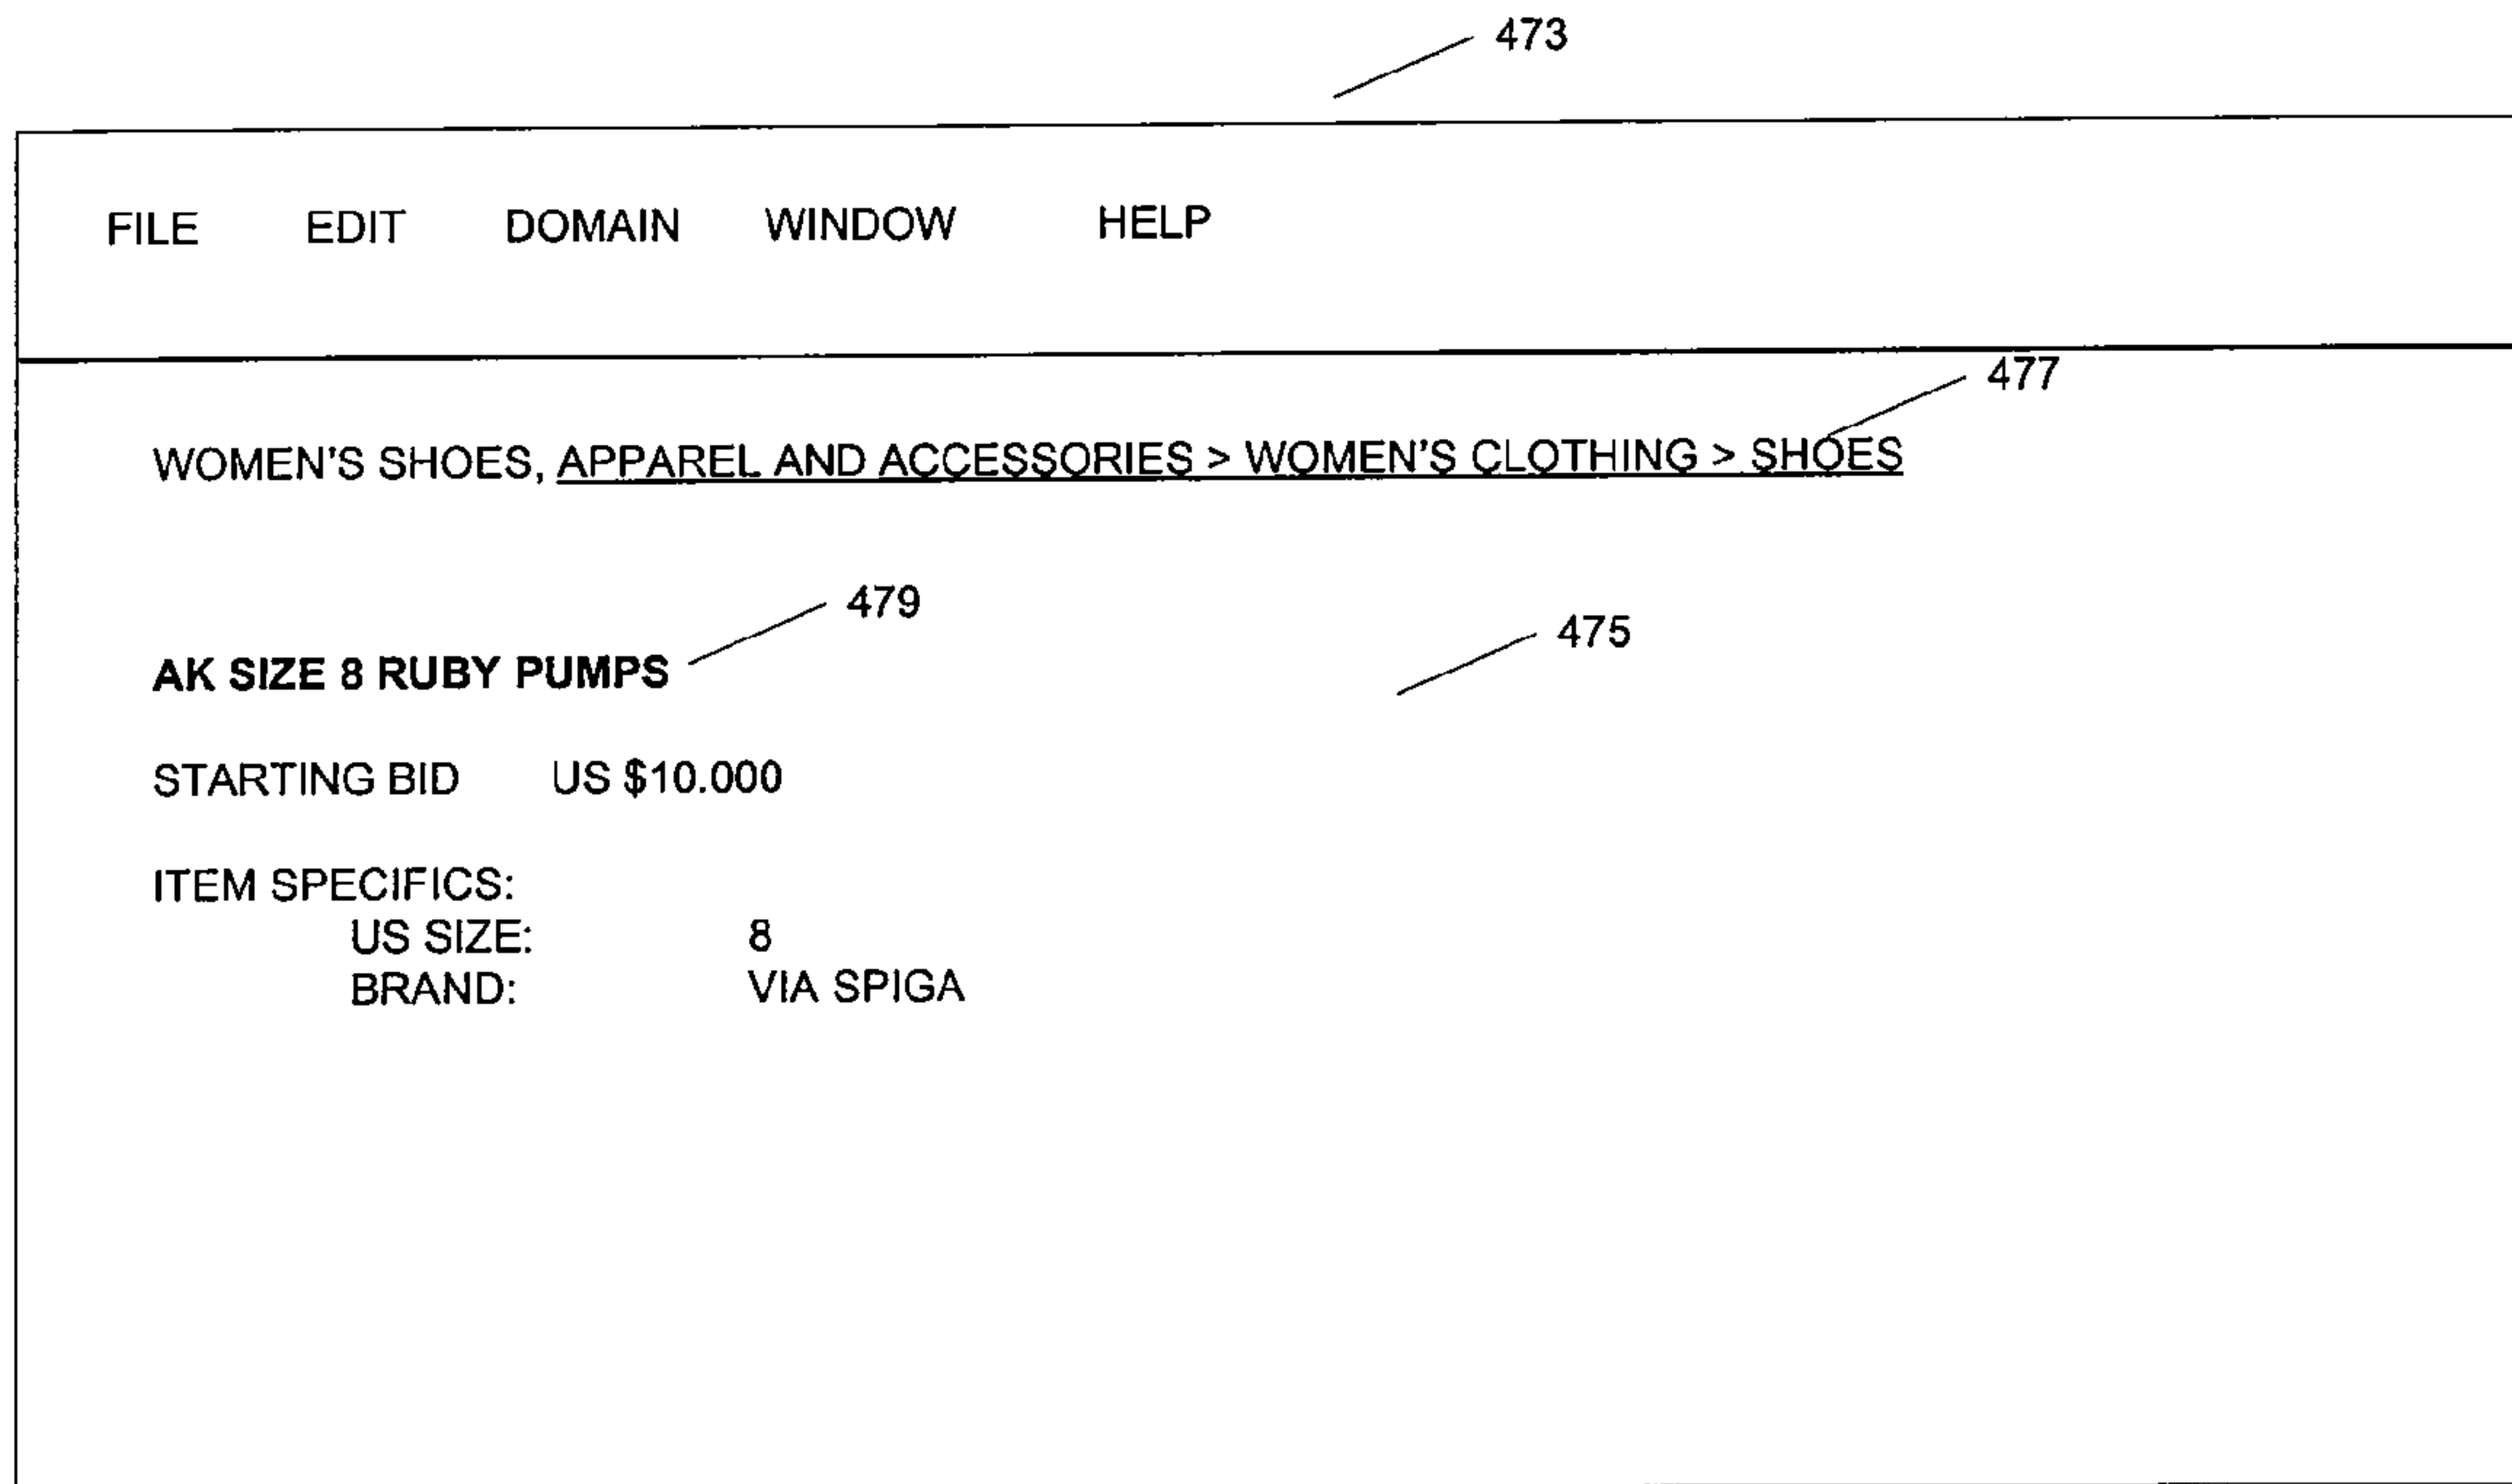 473
FILE EDIT DOMAIN WINDOW HELP
477
WOMEN'S SHOES, APPAREL AND ACCESSORIES > WOMEN'S CLOTHING > SHOES
479
475
AK SIZE 8 RUBY PUMPS
STARTING BID US $10.000
ITEM SPECIFICS:
US SIZE: 8
BRAND: VIA SPIGA